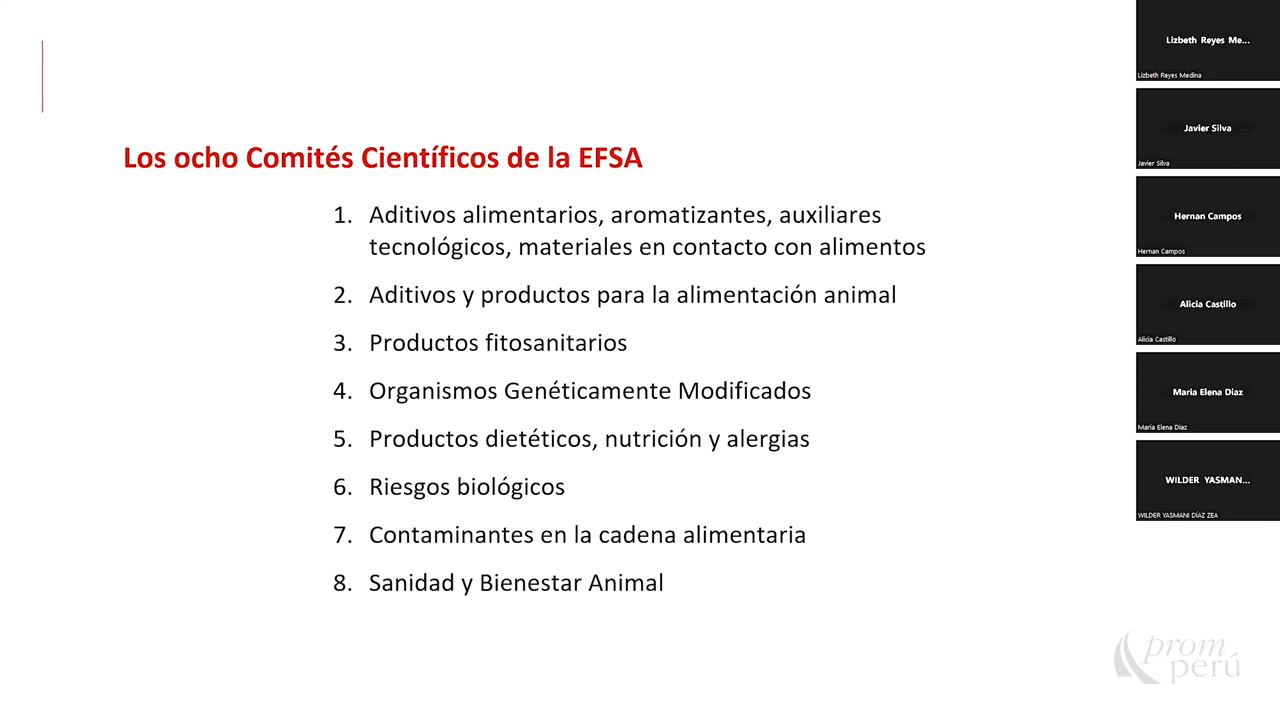 Los ocho Comités Científicos de la EFSA
1. Aditivos alimentarios, aromatizantes, auxiliares
tecnológicos, materiales en contacto con alimentos
2. Aditivos y productos para la alimentación animal
3. Productos fitosanitarios
4. Organismos Genéticamente Modificados
5. Productos dietéticos, nutrición y alergias
6. Riesgos biológicos
7. Contaminantes en la cadena alimentaria
8. Sanidad y Bienestar Animal
Lizbeth Reyes Me...
Lizbeth Reyes Medina
Javier Silva
Javier Silva
Hernan Campos
Hernan Campos
Alicia Castillo
Alicia Castillo
Maria Elena Diaz
Maria Elena Diaz
WILDER YASMAN...
WILDER YASMANI DÍAZ ZEA
prom
perú